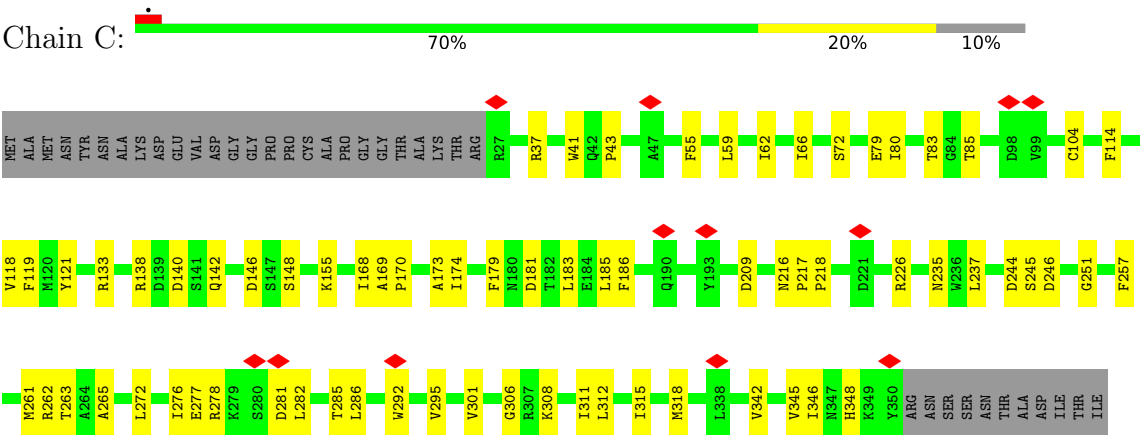 Chain C:
70% 20% 10%
MET ALA MET ASN TYR ASN ALA LYS ASP GLU VAL ASP GLY GLY PRO PRO CYS ALA PRO GLY GLY THR ALA LYS THR ARG R27 R37 W41 Q42 P43 A47 F55 L59 I62 I66 S72 E79 I80 T83 G84 T85 D98 V99 C104 F114
V118 F119 M120 Y121 R133 R138 D139 D140 S141 Q142 D146 S147 S148 K155 I168 A169 P170 A173 I174 F179 N180 D181 T182 L183 E184 L185 F186 Q190 Y193 D209 N216 P217 P218 D221 R226 N235 W236 L237 D244 S245 D246 G251 F257
M261 R262 T263 A264 A265 L272 I276 E277 R278 K279 S280 D281 L282 T285 L286 W292 V295 V301 G306 R307 K308 I311 L312 I315 M318 L338 V342 V345 I346 N347 H348 K349 Y350 ARG ASN SER SER ASN THR ALA ASP ILE THR ILE